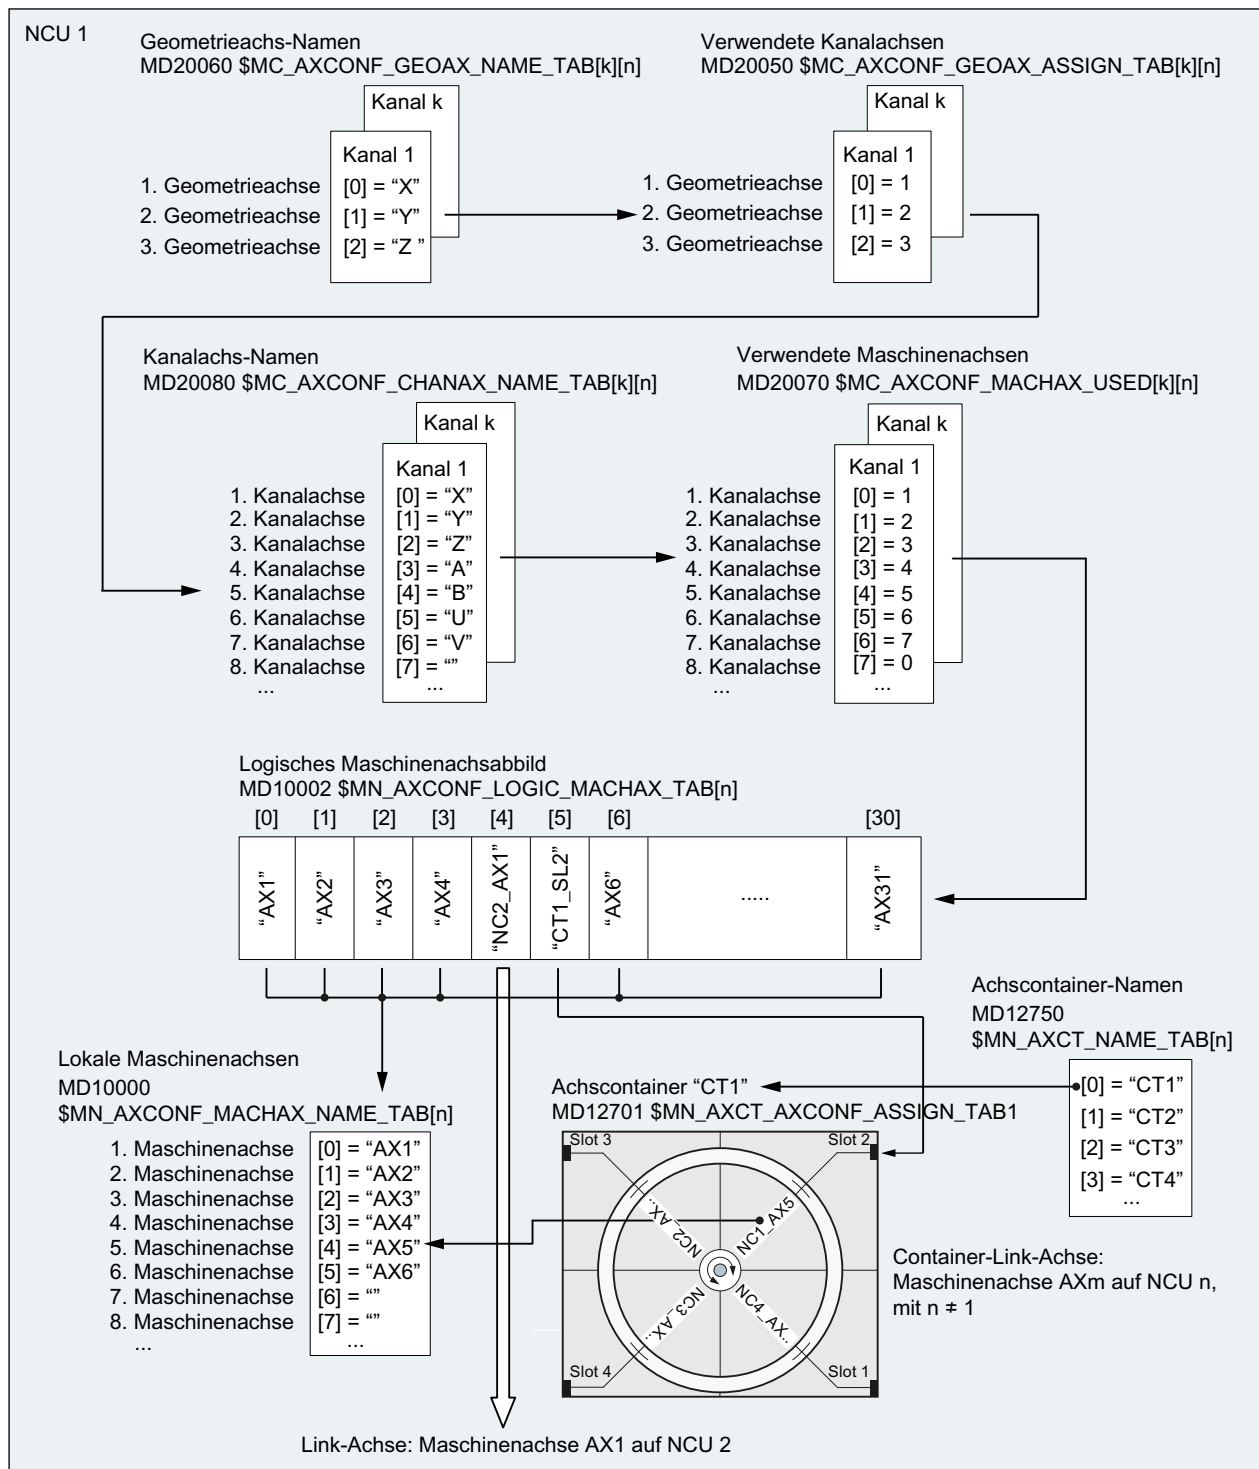 NCU 1
Geometrieachs-Namen
MD20060 $MC_AXCONF_GEOAX_NAME_TAB[k][n]
Kanal k
Kanal 1
1. Geometrieachse [0] = “X”
2. Geometrieachse [1] = “Y”
3. Geometrieachse [2] = “Z ”
Verwendete Kanalachsen
MD20050 $MC_AXCONF_GEOAX_ASSIGN_TAB[k][n]
Kanal k
Kanal 1
1. Geometrieachse [0] = 1
2. Geometrieachse [1] = 2
3. Geometrieachse [2] = 3
Kanalachs-Namen
MD20080 $MC_AXCONF_CHANAX_NAME_TAB[k][n]
Kanal k
Kanal 1
1. Kanalachse [0] = “X”
2. Kanalachse [1] = “Y”
3. Kanalachse [2] = “Z”
4. Kanalachse [3] = “A”
5. Kanalachse [4] = “B”
6. Kanalachse [5] = “U”
7. Kanalachse [6] = “V”
8. Kanalachse [7] = “”
... ...
Verwendete Maschinenachsen
MD20070 $MC_AXCONF_MACHAX_USED[k][n]
Kanal k
Kanal 1
1. Kanalachse [0] = 1
2. Kanalachse [1] = 2
3. Kanalachse [2] = 3
4. Kanalachse [3] = 4
5. Kanalachse [4] = 5
6. Kanalachse [5] = 6
7. Kanalachse [6] = 7
8. Kanalachse [7] = 0
... ...
Logisches Maschinenachsabbild
MD10002 $MN_AXCONF_LOGIC_MACHAX_TAB[n]
[0] [1] [2] [3] [4] [5] [6] [30]
“AX1” “AX2” “AX3” “AX4” “NC2_AX1” “CT1_SL2” “AX6” ..... “AX31”
Achscontainer-Namen
MD12750
$MN_AXCT_NAME_TAB[n]
[0] = “CT1”
[1] = “CT2”
[2] = “CT3”
[3] = “CT4”
...
Lokale Maschinenachsen
MD10000
$MN_AXCONF_MACHAX_NAME_TAB[n]
1. Maschinenachse [0] = “AX1”
2. Maschinenachse [1] = “AX2”
3. Maschinenachse [2] = “AX3”
4. Maschinenachse [3] = “AX4”
5. Maschinenachse [4] = “AX5”
6. Maschinenachse [5] = “AX6”
7. Maschinenachse [6] = “”
8. Maschinenachse [7] = “”
... ...
Achscontainer “CT1”
MD12701 $MN_AXCT_AXCONF_ASSIGN_TAB1
Slot 3 Slot 2
NC2_AX... NC1_AX5
NC3_AX... NC4_AX...
Slot 4 Slot 1
Container-Link-Achse:
Maschinenachse AXm auf NCU n,
mit n ≠ 1
Link-Achse: Maschinenachse AX1 auf NCU 2